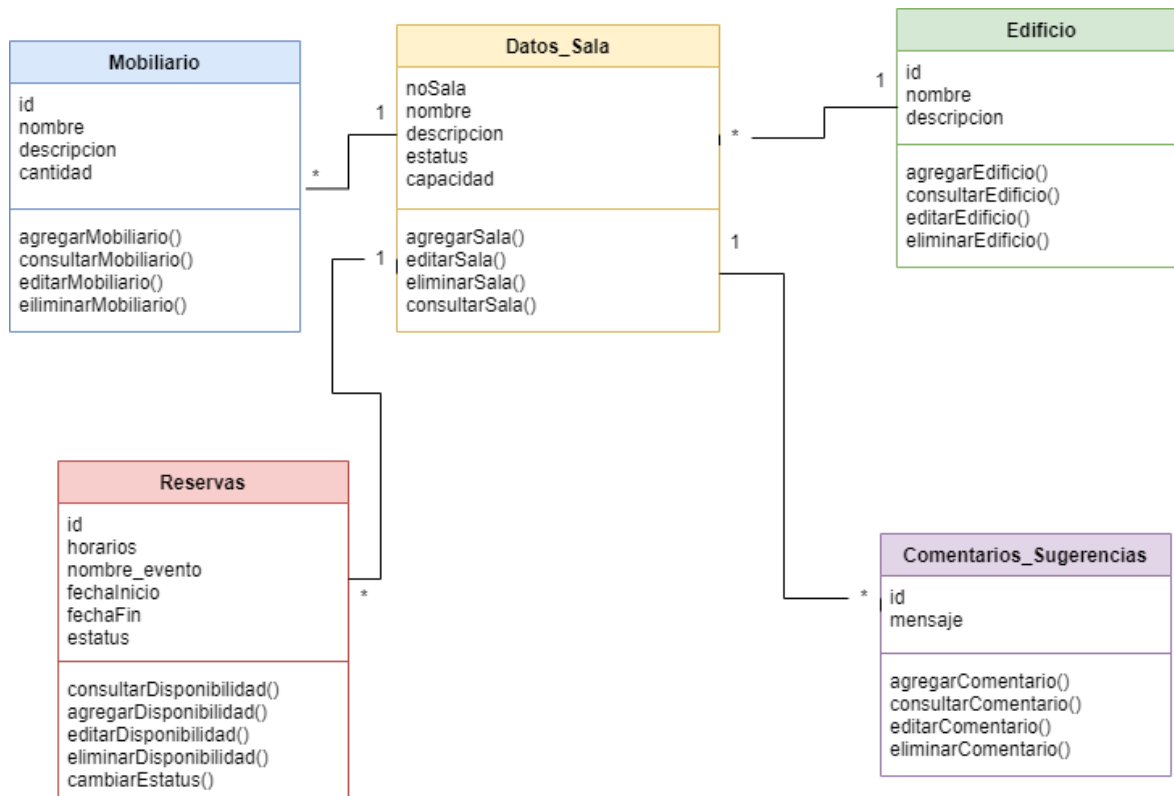 Mobiliario
id
nombre
descripcion
cantidad
agregarMobiliario()
consultarMobiliario()
editarMobiliario()
eiliminarMobiliario()
*
1
Datos_Sala
noSala
nombre
descripcion
estatus
capacidad
agregarSala()
editarSala()
eliminarSala()
consultarSala()
*
1
Edificio
id
nombre
descripcion
agregarEdificio()
consultarEdificio()
editarEdificio()
eliminarEdificio()
1
1
Reservas
id
horarios
nombre_evento
fechaInicio
fechaFin
estatus
consultarDisponibilidad()
agregarDisponibilidad()
editarDisponibilidad()
eliminarDisponibilidad()
cambiarEstatus()
*
*
Comentarios_Sugerencias
id
mensaje
agregarComentario()
consultarComentario()
editarComentario()
eliminarComentario()